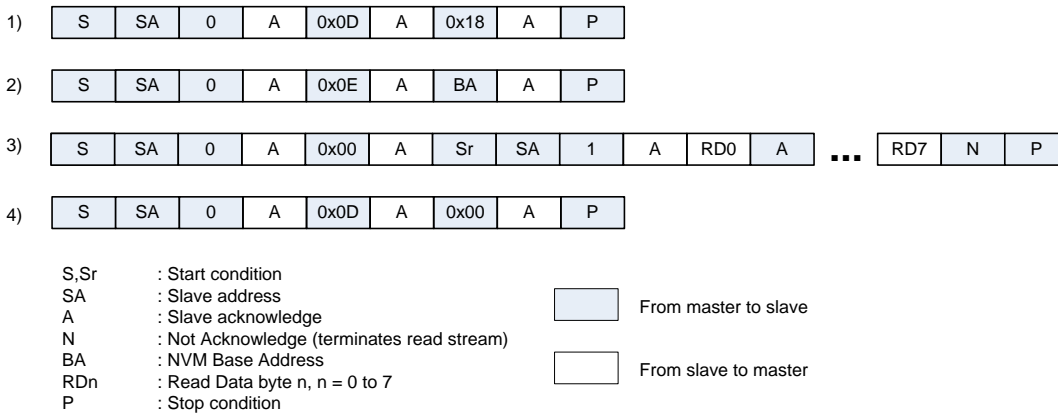 1) S SA 0 A 0x0D A 0x18 A P
2) S SA 0 A 0x0E A BA A P
3) S SA 0 A 0x00 A Sr SA 1 A RD0 A ... RD7 N P
4) S SA 0 A 0x0D A 0x00 A P
S,Sr : Start condition
SA : Slave address
A : Slave acknowledge
N : Not Acknowledge (terminates read stream)
BA : NVM Base Address
RDn : Read Data byte n, n = 0 to 7
P : Stop condition
From master to slave
From slave to master